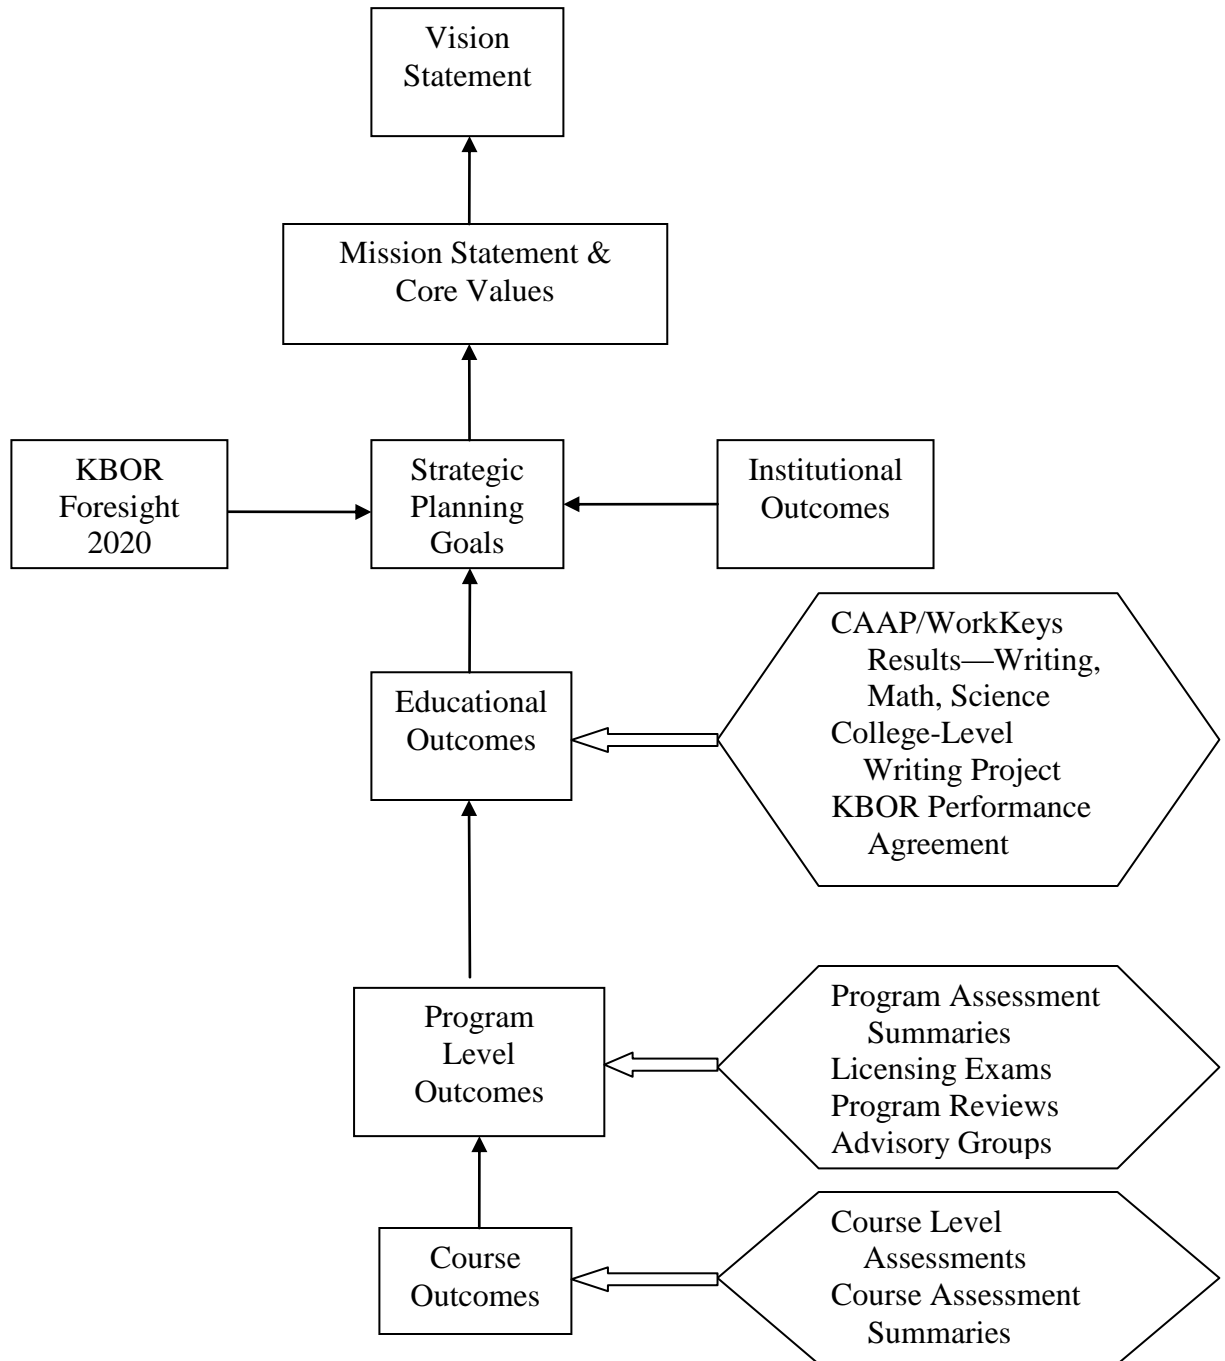 Vision
Statement
Mission Statement &
Core Values
KBOR
Foresight
2020
Strategic
Planning
Goals
Institutional
Outcomes
Educational
Outcomes
CAAP/WorkKeys
Results—Writing,
Math, Science
College-Level
Writing Project
KBOR Performance
Agreement
Program
Level
Outcomes
Program Assessment
Summaries
Licensing Exams
Program Reviews
Advisory Groups
Course
Outcomes
Course Level
Assessments
Course Assessment
Summaries